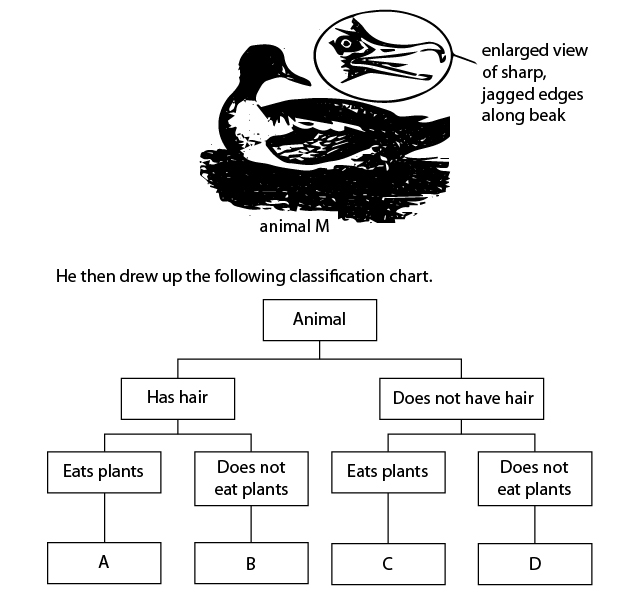 enlarged view
of sharp,
jagged edges
along beak
animal M
He then drew up the following classification chart.
Animal
Has hair
Does not have hair
Eats plants
Does not
eat plants
Eats plants
Does not
eat plants
A
B
C
D